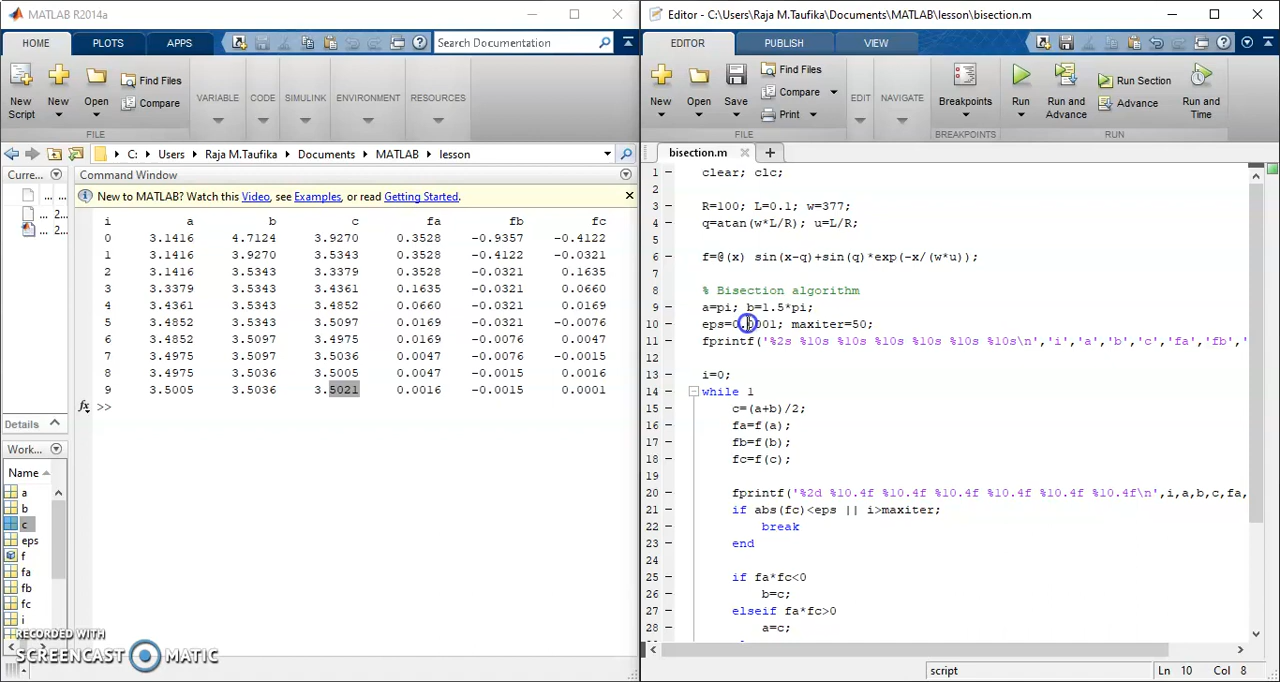 MATLAB R2014a
HOME PLOTS APPS Search Documentation
New Script New Open Find Files Compare VARIABLE CODE SIMULINK ENVIRONMENT RESOURCES
FILE
C: Users Raja M.Taufika Documents MATLAB lesson
Curre... Command Window
New to MATLAB? Watch this Video, see Examples, or read Getting Started.
i a b c fa fb fc
0 3.1416 4.7124 3.9270 0.3528 -0.9357 -0.4122
1 3.1416 3.9270 3.5343 0.3528 -0.4122 -0.0321
2 3.1416 3.5343 3.3379 0.3528 -0.0321 0.1635
3 3.3379 3.5343 3.4361 0.1635 -0.0321 0.0660
4 3.4361 3.5343 3.4852 0.0660 -0.0321 0.0169
5 3.4852 3.5343 3.5097 0.0169 -0.0321 -0.0076
6 3.4852 3.5097 3.4975 0.0169 -0.0076 0.0047
7 3.4975 3.5097 3.5036 0.0047 -0.0076 -0.0015
8 3.4975 3.5036 3.5005 0.0047 -0.0015 0.0016
9 3.5005 3.5036 3.5021 0.0016 -0.0015 0.0001
fx >>
... ...
... 2...
... 2...
Details
Work...
Name
a
b
c
eps
f
fa
fb
fc
i
RECORDED WITH
SCREENCAST MATIC
Editor - C:\Users\Raja M.Taufika\Documents\MATLAB\lesson\bisection.m
EDITOR PUBLISH VIEW
New Open Save Find Files Compare Print EDIT NAVIGATE Breakpoints Run Run and Advance Run Section Advance Run and Time
FILE BREAKPOINTS RUN
bisection.m
1 clear; clc;
2
3 R=100; L=0.1; w=377;
4 q=atan(w*L/R); u=L/R;
5
6 f=@(x) sin(x-q)+sin(q)*exp(-x/(w*u));
7
8 % Bisection algorithm
9 a=pi; b=1.5*pi;
10 eps=0.0001; maxiter=50;
11 fprintf('%2s %10s %10s %10s %10s %10s %10s\n','i','a','b','c','fa','fb','
12
13 i=0;
14 while 1
15 c=(a+b)/2;
16 fa=f(a);
17 fb=f(b);
18 fc=f(c);
19
20 fprintf('%2d %10.4f %10.4f %10.4f %10.4f %10.4f %10.4f\n',i,a,b,c,fa,
21 if abs(fc)<eps || i>maxiter;
22 break
23 end
24
25 if fa*fc<0
26 b=c;
27 elseif fa*fc>0
28 a=c;
script Ln 10 Col 8